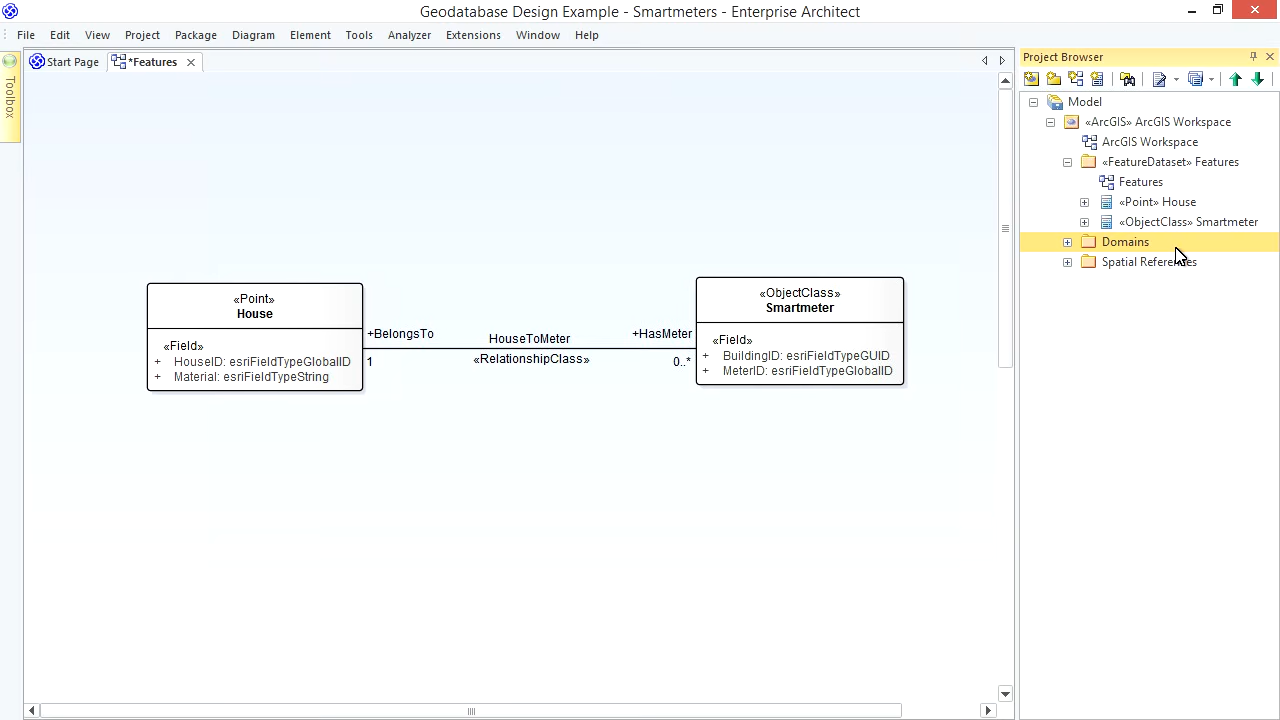 Geodatabase Design Example - Smartmeters - Enterprise Architect
File Edit View Project Package Diagram Element Tools Analyzer Extensions Window Help
Toolbox
Start Page
*Features
«Point»
House
«Field»
+ HouseID: esriFieldTypeGlobalID
+ Material: esriFieldTypeString
+BelongsTo
1
HouseToMeter
«RelationshipClass»
+HasMeter
0..*
«ObjectClass»
Smartmeter
«Field»
+ BuildingID: esriFieldTypeGUID
+ MeterID: esriFieldTypeGlobalID
Project Browser
Model
«ArcGIS» ArcGIS Workspace
ArcGIS Workspace
«FeatureDataset» Features
Features
«Point» House
«ObjectClass» Smartmeter
Domains
Spatial References